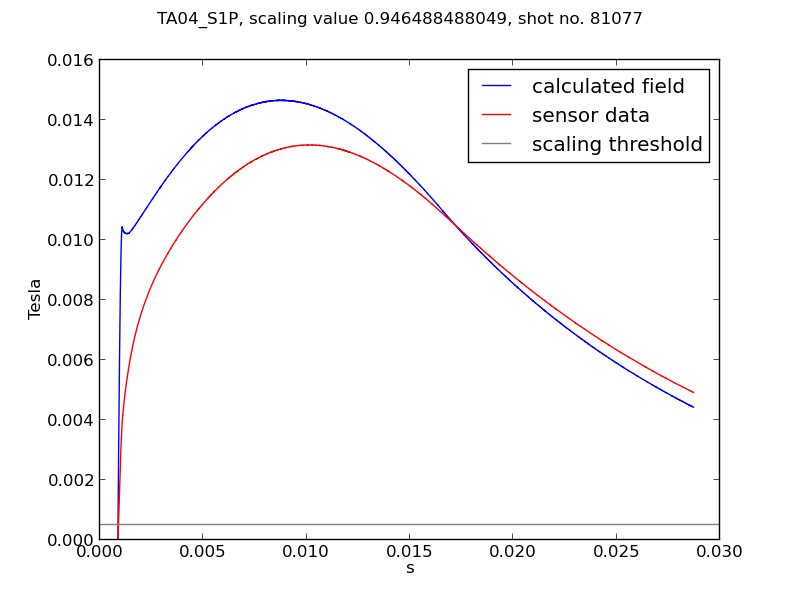 TA04_S1P, scaling value 0.946488488049, shot no. 81077
0.016
0.014
0.012
0.010
0.008
0.006
0.004
0.002
0.000
Tesla
calculated field
sensor data
scaling threshold
0.000 0.005 0.010 0.015 0.020 0.025 0.030
s